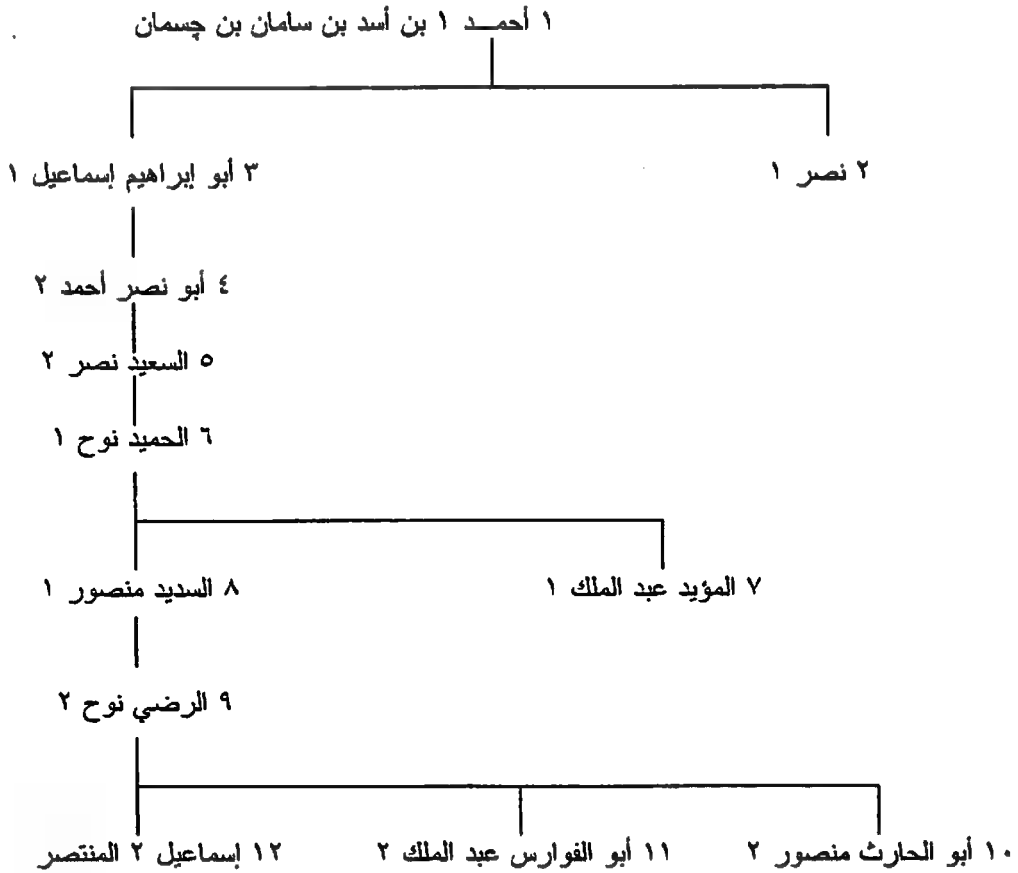 ١ أحمــد ١ بن أسد بن سامان بن چسمان
٢ نصر ١
٣ أبو إبراهيم إسماعيل ١
٤ أبو نصر أحمد ٢
٥ السعيد نصر ٢
٦ الحميد نوح ١
٧ المؤيد عبد الملك ١
٨ السديد منصور ١
٩ الرضي نوح ٢
١٠ أبو الحارث منصور ٢
١١ أبو الفوارس عبد الملك ٢
١٢ إسماعيل ٢ المنتصر